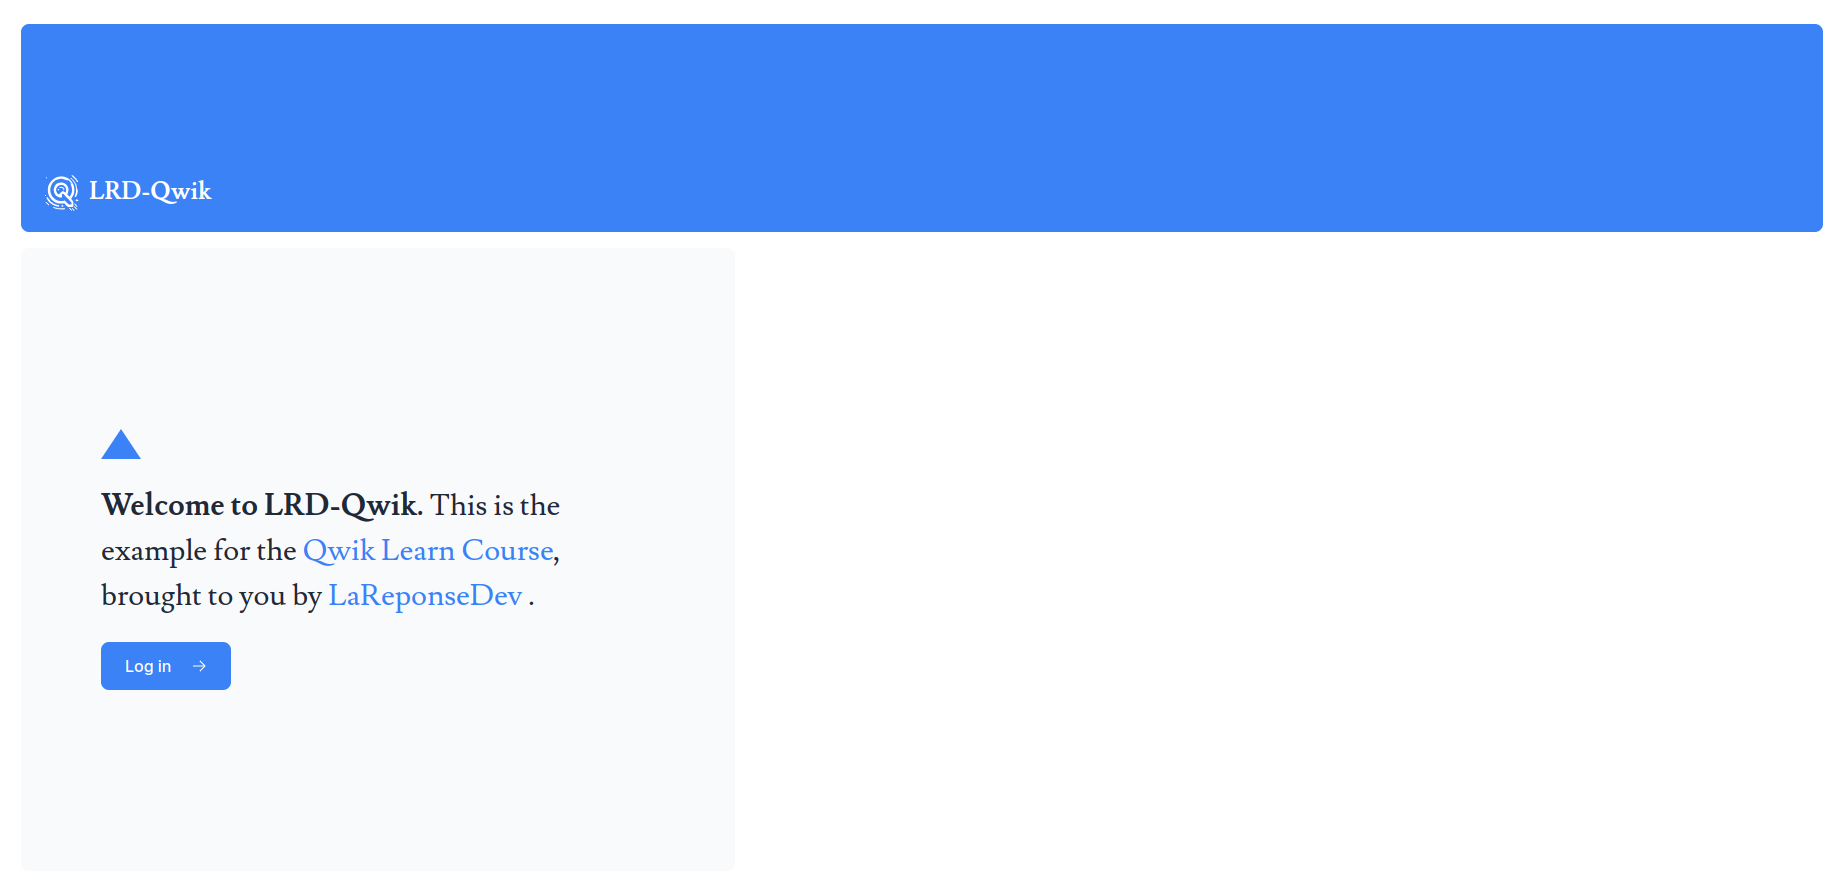 LRD-Qwik
Welcome to LRD-Qwik. This is the
example for the Qwik Learn Course,
brought to you by LaReponseDev .
Log in →